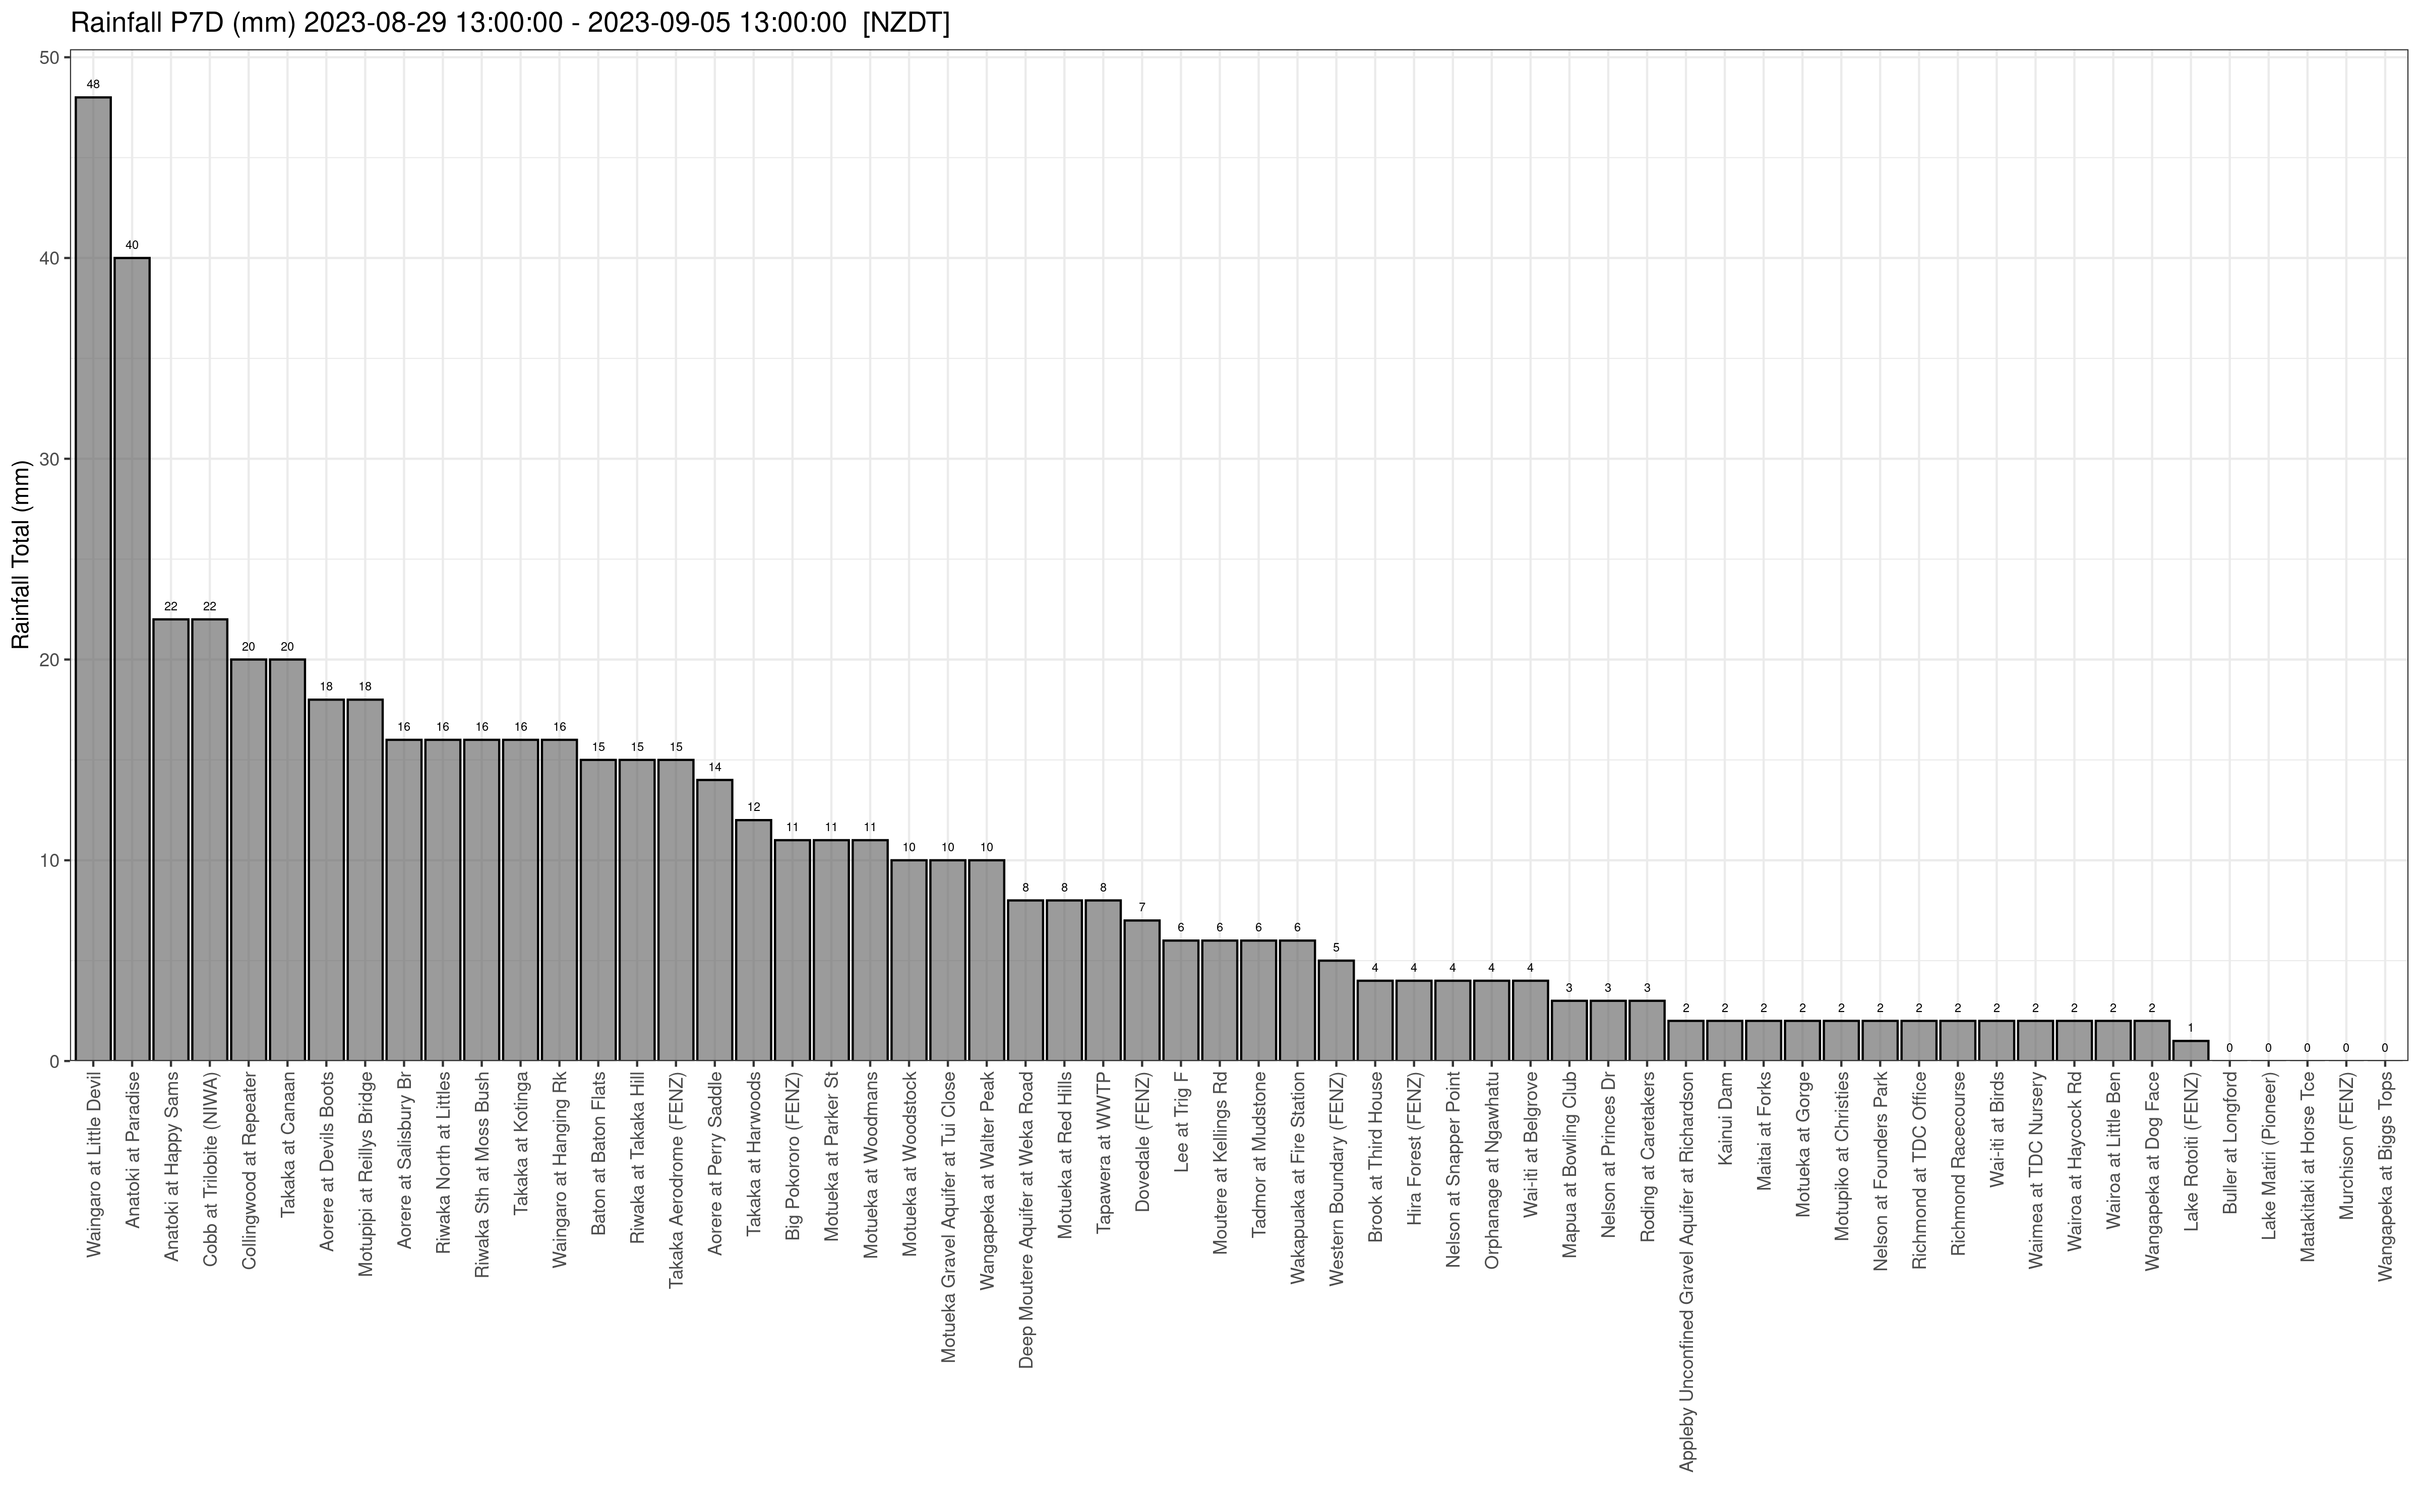 Rainfall P7D (mm) 2023-08-29 13:00:00 - 2023-09-05 13:00:00 [NZDT]
Rainfall Total (mm)
50
40
30
20
10
0
48
40
22
22
20
20
18
18
16
16
16
16
16
15
15
15
14
12
11
11
11
10
10
10
8
8
8
7
6
6
6
6
5
4
4
4
4
4
3
3
3
2
2
2
2
2
2
2
2
2
2
2
2
2
1
0
0
0
0
0
Waingaro at Little Devil
Anatoki at Paradise
Anatoki at Happy Sams
Cobb at Trilobite (NIWA)
Collingwood at Repeater
Takaka at Canaan
Aorere at Devils Boots
Motupipi at Reillys Bridge
Aorere at Salisbury Br
Riwaka North at Littles
Riwaka Sth at Moss Bush
Takaka at Kotinga
Waingaro at Hanging Rk
Baton at Baton Flats
Riwaka at Takaka Hill
Takaka Aerodrome (FENZ)
Aorere at Perry Saddle
Takaka at Harwoods
Big Pokororo (FENZ)
Motueka at Parker St
Motueka at Woodmans
Motueka at Woodstock
Motueka Gravel Aquifer at Tui Close
Wangapeka at Walter Peak
Deep Moutere Aquifer at Weka Road
Motueka at Red Hills
Tapawera at WWTP
Dovedale (FENZ)
Lee at Trig F
Moutere at Kellings Rd
Tadmor at Mudstone
Wakapuaka at Fire Station
Western Boundary (FENZ)
Brook at Third House
Hira Forest (FENZ)
Nelson at Snapper Point
Orphanage at Ngawhatu
Wai-iti at Belgrove
Mapua at Bowling Club
Nelson at Princes Dr
Roding at Caretakers
Appleby Unconfined Gravel Aquifer at Richardson
Kainui Dam
Maitai at Forks
Motueka at Gorge
Motupiko at Christies
Nelson at Founders Park
Richmond at TDC Office
Richmond Racecourse
Wai-iti at Birds
Waimea at TDC Nursery
Wairoa at Haycock Rd
Wairoa at Little Ben
Wangapeka at Dog Face
Lake Rotoiti (FENZ)
Buller at Longford
Lake Matiri (Pioneer)
Matakitaki at Horse Tce
Murchison (FENZ)
Wangapeka at Biggs Tops